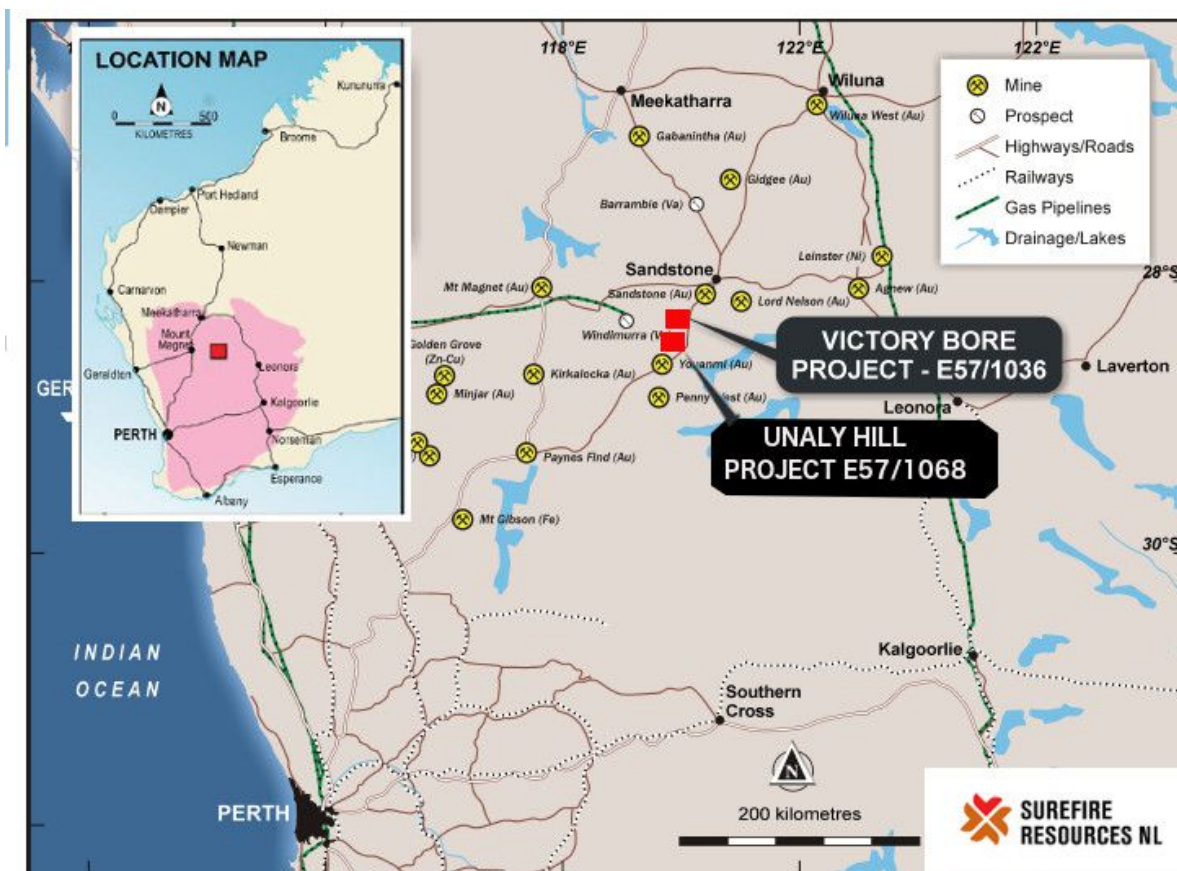 118°E
122°E
122°E
LOCATION MAP
N
0
500
KILOMETRES
Kununurra
Broome
Port Hedland
Dampier
Newman
Carnarvon
Meekatharra
Mount
Magnet
Geraldton
Leonora
Kalgoorlie
PERTH
Norseman
Esperance
Albany
Mine
Prospect
Highways/Roads
Railways
Gas Pipelines
Drainage/Lakes
Wiluna
Meekatharra
Wiluna West (Au)
Gabanintha (Au)
Gidgee (Au)
Barrambie (Va)
Leinster (Ni)
Sandstone
28°S
Mt Magnet (Au)
Sandstone (Au)
Lord Nelson (Au)
Agnew (Au)
Windimurra (V
Golden Grove
(Zn-Cu)
VICTORY BORE
PROJECT - E57/1036
Youanmi (Au)
Kirkalocka (Au)
Laverton
GER
Minjar (Au)
Penny West (Au)
Leonora
UNALY HILL
PROJECT E57/1068
Paynes Find (Au)
Mt Gibson (Fe)
30°S
INDIAN
OCEAN
Kalgoorlie
Southern
Cross
N
PERTH
200 kilometres
SUREFIRE
RESOURCES NL